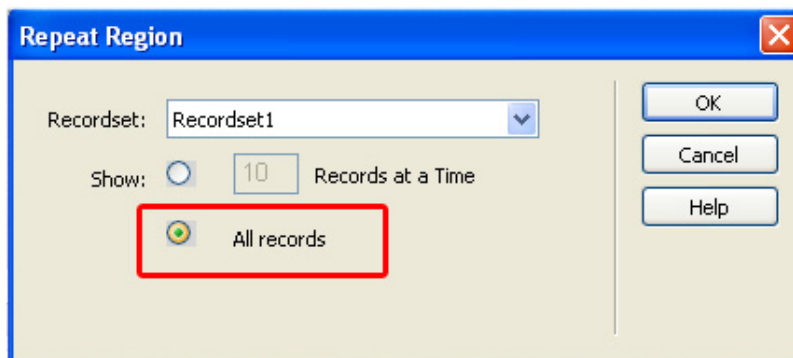 Repeat Region
Recordset: Recordset1
Show: 10 Records at a Time
All records
OK
Cancel
Help